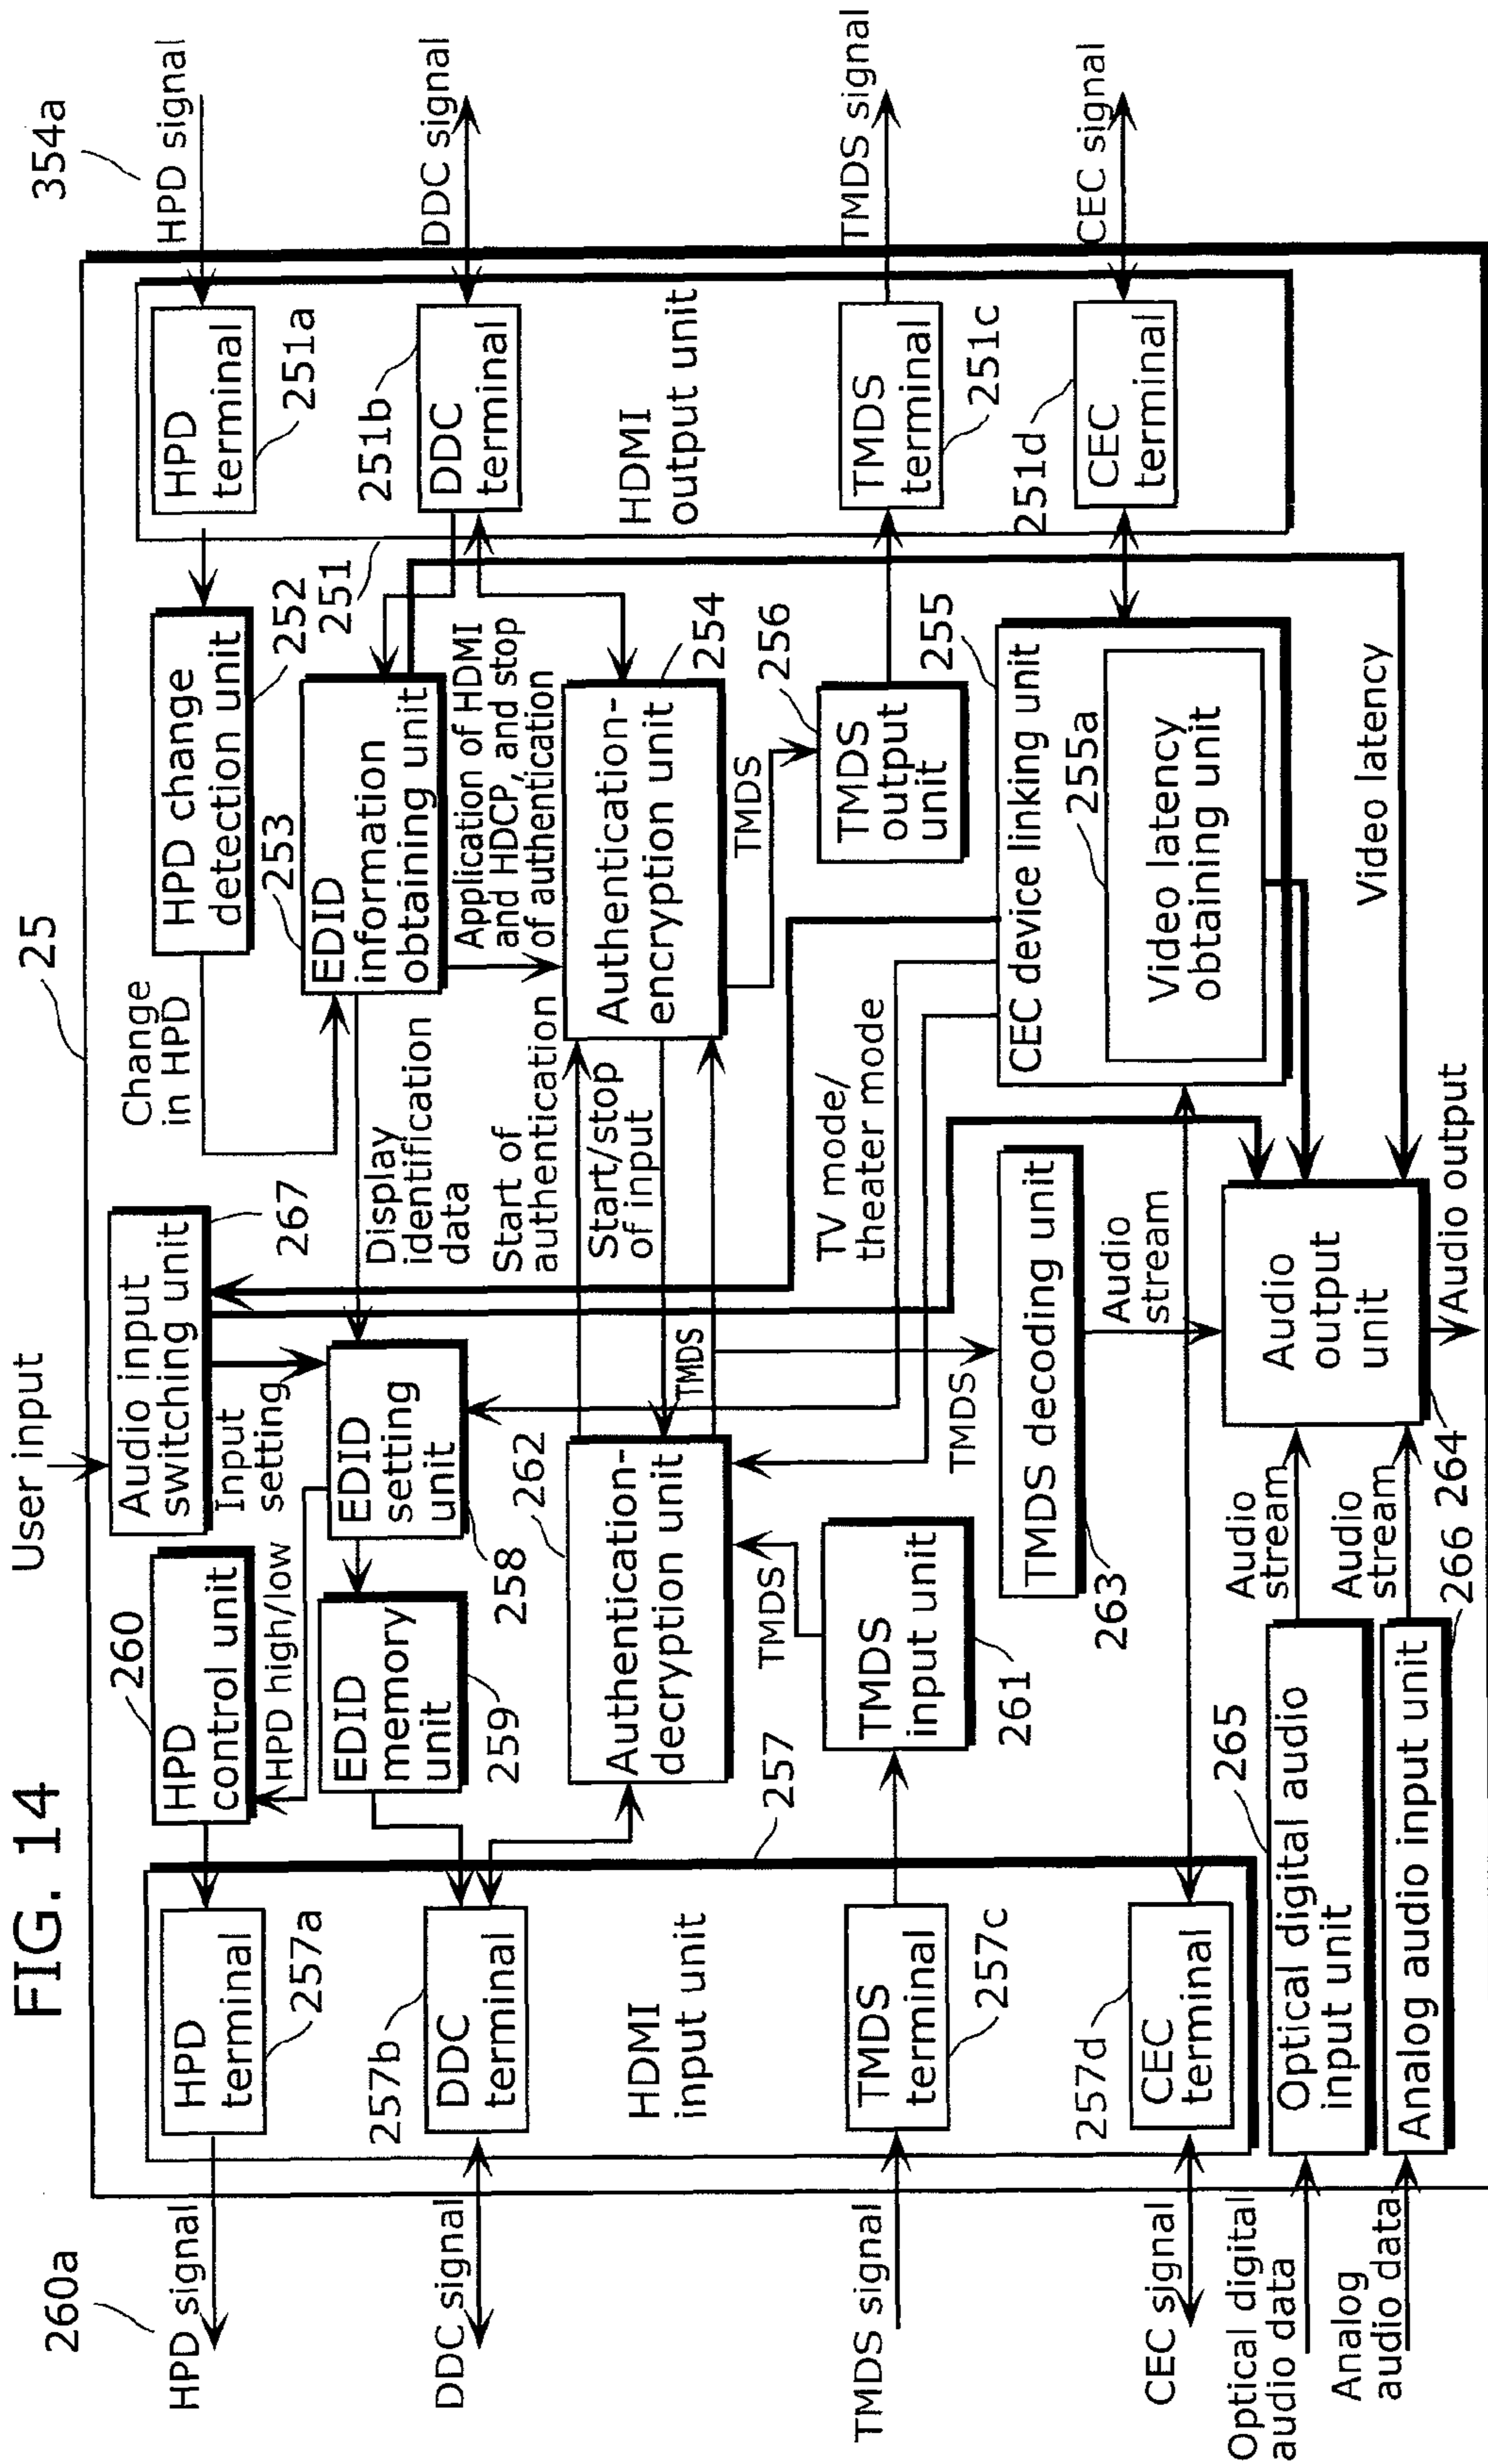 FIG. 14
25
User input
260a
HPD signal
DDC signal
TMDS signal
CEC signal
Optical digital
audio data
Analog
audio data
HPD
terminal
257a
257b
DDC
terminal
HDMI
input unit
TMDS
terminal
257c
257d
CEC
terminal
257
265
Optical digital audio
input unit
Analog audio input unit
266
260
HPD
control unit
HPD high/low
EDID
memory
unit
259
EDID
setting
unit
258
Audio input
switching unit
267
Input
setting
262
Authentication-
decryption unit
TMDS
TMDS
input unit
261
TMDS
TMDS
TMDS decoding unit
263
Audio
stream
Audio
stream
Audio
stream
Audio
output
unit
264
Audio output
Change
in HPD
HPD change
detection unit
252
253
EDID
information
obtaining unit
Display
identification
data
Application of HDMI
and HDCP, and stop
of authentication
Start of
authentication
Start/stop
of input
Authentication-
encryption unit
254
TMDS
256
TMDS
output
unit
TV mode/
theater mode
255
CEC device linking unit
255a
Video latency
obtaining unit
Video latency
251
HPD
terminal
251a
251b
DDC
terminal
HDMI
output unit
TMDS
terminal
251c
251d
CEC
terminal
354a
HPD signal
DDC signal
TMDS signal
CEC signal